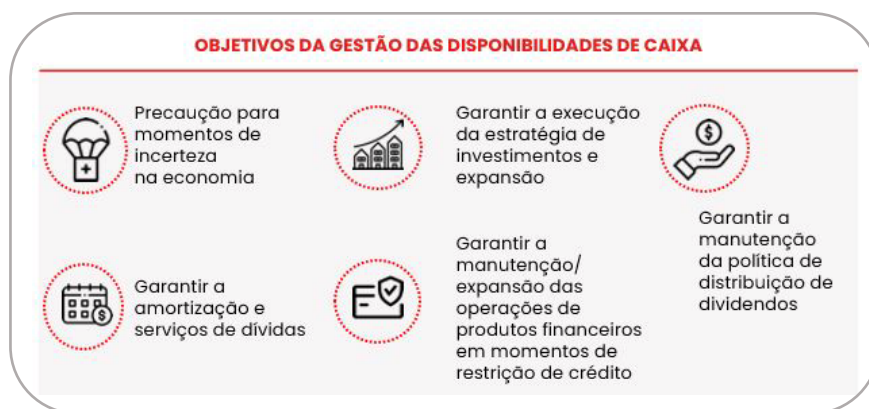 OBJETIVOS DA GESTÃO DAS DISPONIBILIDADES DE CAIXA
Precaução para
momentos de
incerteza
na economia
Garantir a execução
da estratégia de
investimentos e
expansão
Garantir a
manutenção
da política de
distribuição de
dividendos
Garantir a
amortização e
serviços de dívidas
Garantir a
manutenção/
expansão das
operações de
produtos financeiros
em momentos de
restrição de crédito